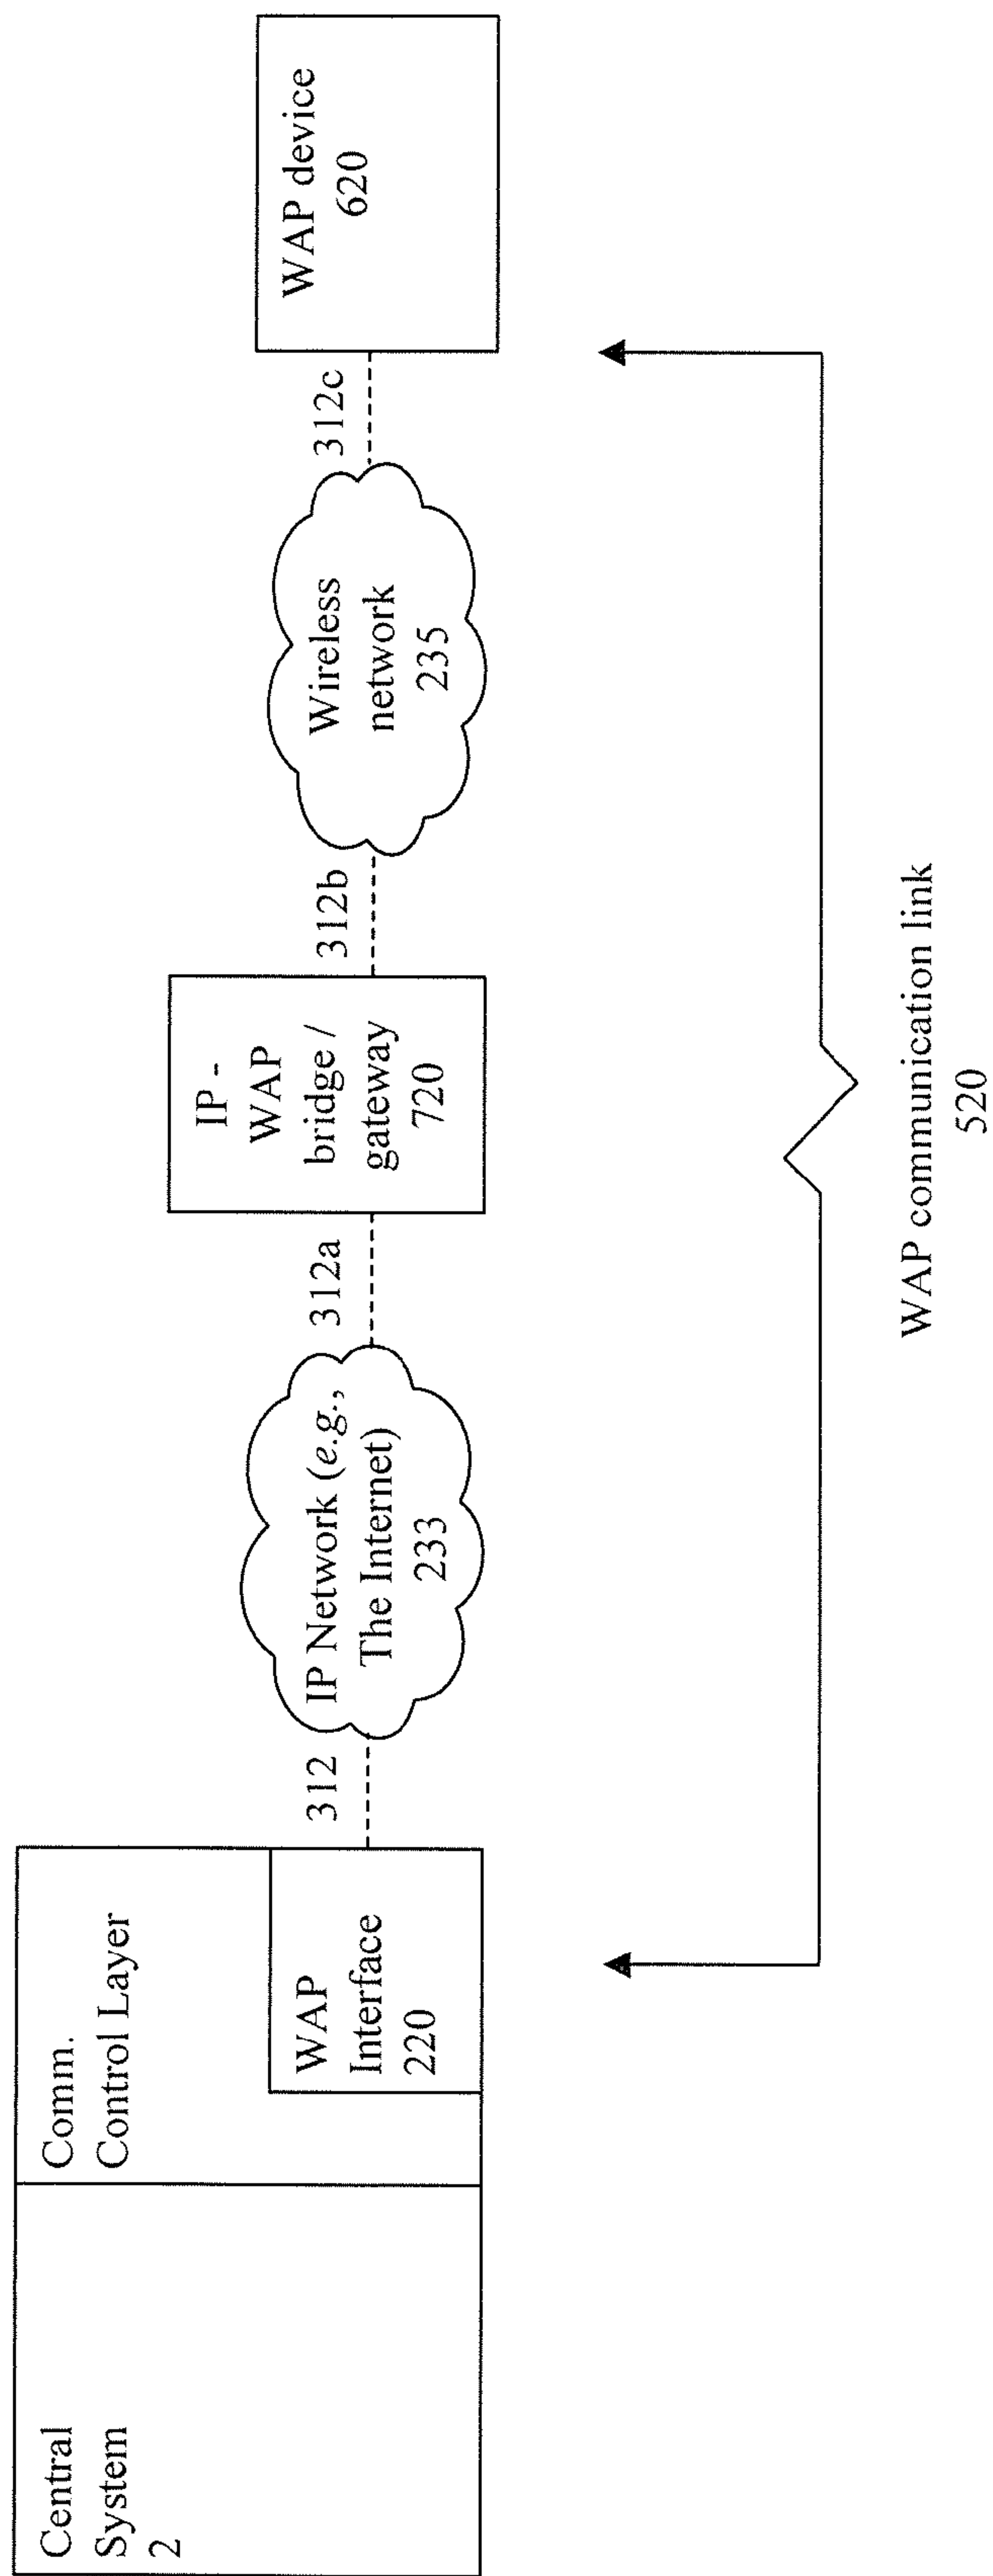 Central
System
2
Comm.
Control Layer
WAP
Interface
220
312
IP Network (e.g.,
The Internet)
233
312a
IP -
WAP
bridge /
gateway
720
312b
Wireless
network
235
312c
WAP device
620
WAP communication link
520